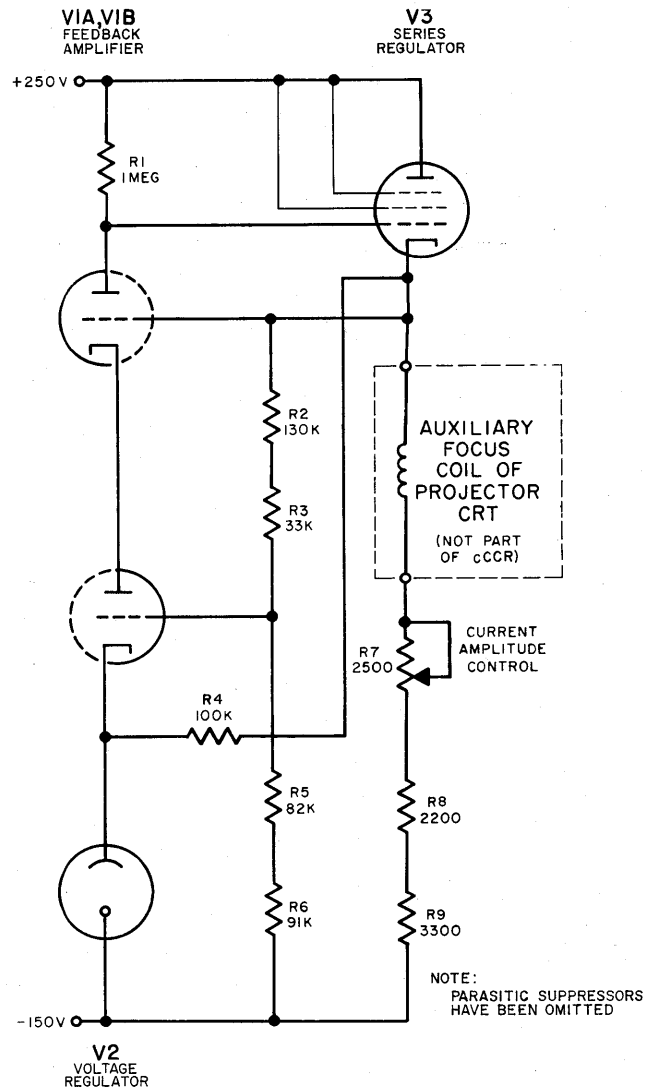 V1A, V1B
FEEDBACK
AMPLIFIER
V3
SERIES
REGULATOR
+250V
R1
1MEG
R2
130K
R3
33K
AUXILIARY
FOCUS
COIL OF
PROJECTOR
CRT
(NOT PART
OF cCCR)
R7
2500
CURRENT
AMPLITUDE
CONTROL
R4
100K
R5
82K
R8
2200
R6
91K
R9
3300
NOTE:
PARASITIC SUPPRESSORS
HAVE BEEN OMITTED
-150V
V2
VOLTAGE
REGULATOR